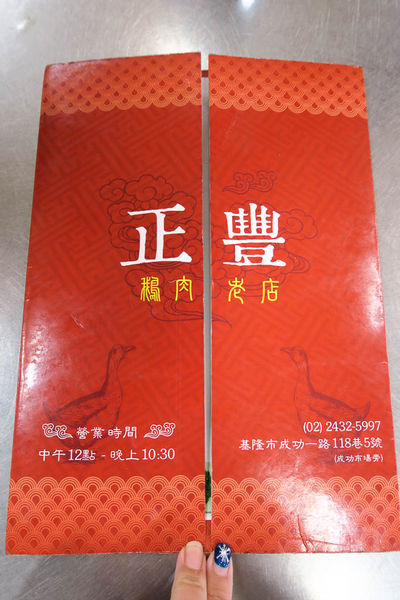 正豐
鵝肉老店
營業時間
中午12點 - 晚上10:30
(02) 2432-5997
基隆市成功一路118巷5號
(成功市場旁)